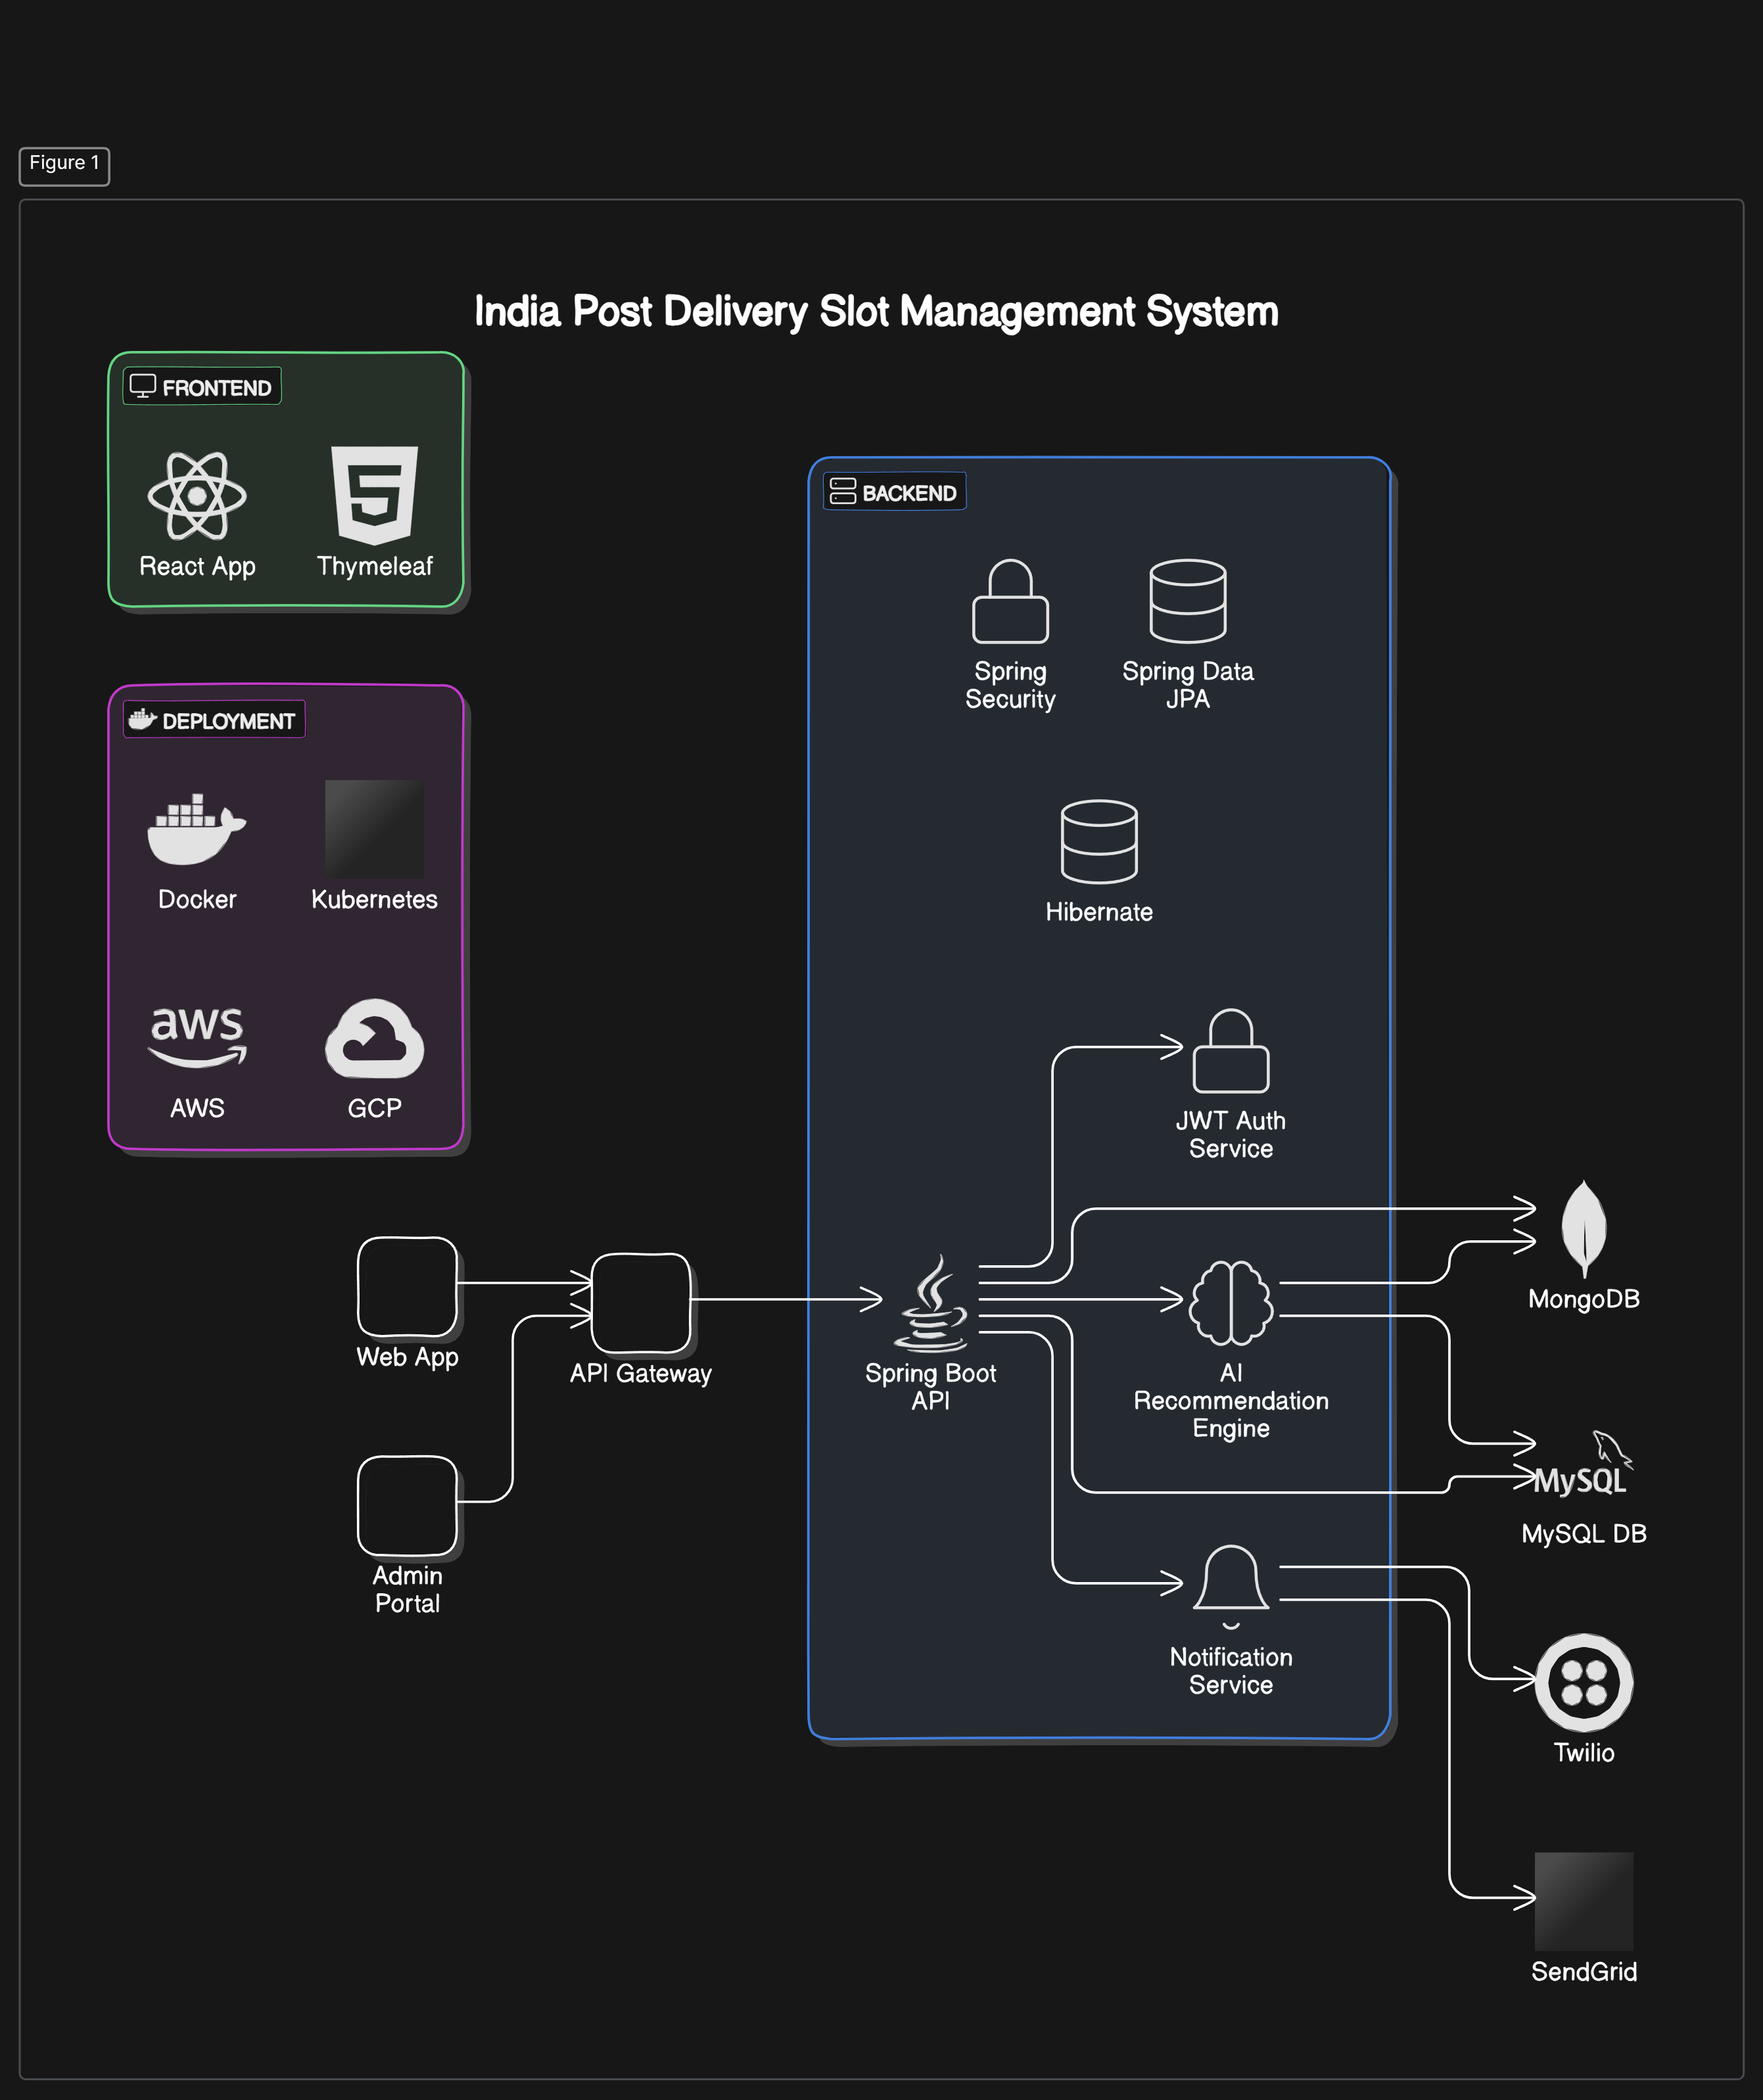 Figure 1
India Post Delivery Slot Management System
FRONTEND
React App
Thymeleaf
BACKEND
Spring
Security
Spring Data
JPA
Hibernate
DEPLOYMENT
Docker
Kubernetes
aws
AWS
GCP
JWT Auth
Service
Web App
API Gateway
Spring Boot
API
AI
Recommendation
Engine
MongoDB
MySQL
MySQL DB
Admin
Portal
Notification
Service
Twilio
SendGrid